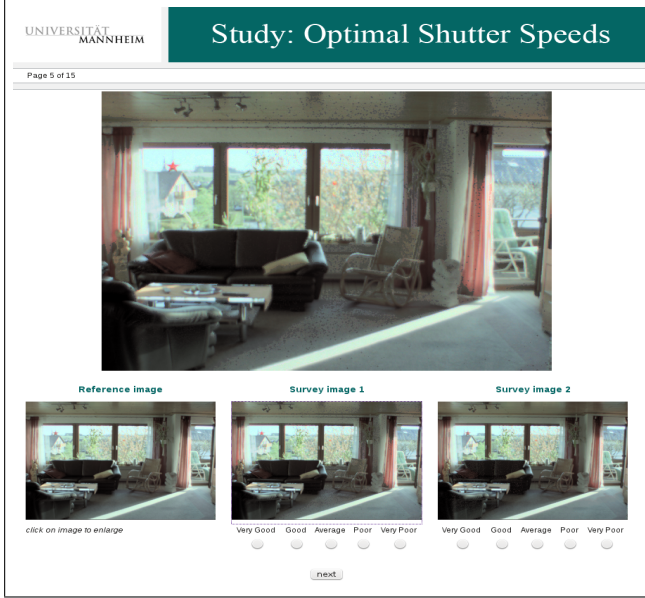 UNIVERSITÄT
MANNHEIM
Study: Optimal Shutter Speeds
Page 5 of 15
Reference image
Survey image 1
Survey image 2
click on image to enlarge
Very Good Good Average Poor Very Poor
Very Good Good Average Poor Very Poor
next